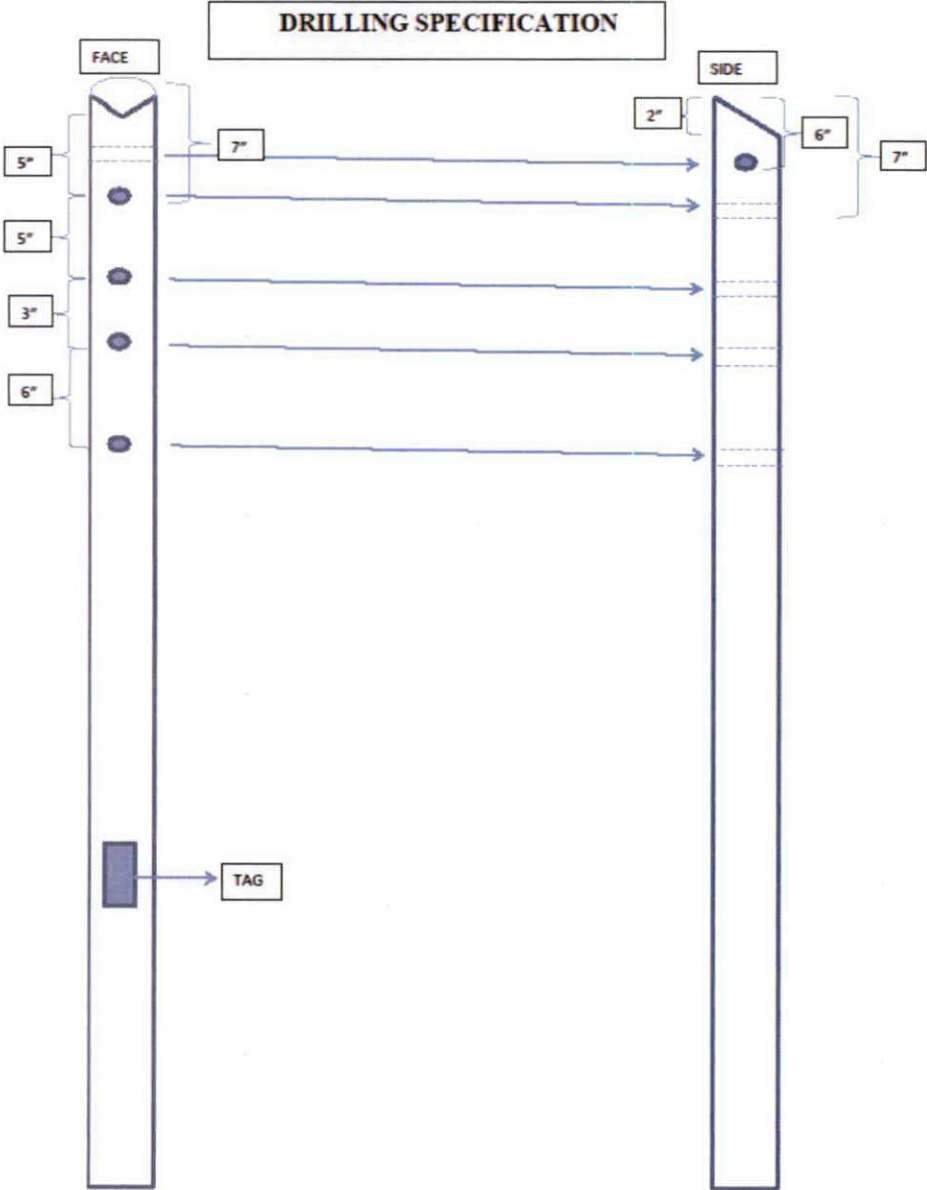 DRILLING SPECIFICATION
FACE
SIDE
2"
6"
7"
7"
5"
5"
3"
6"
TAG